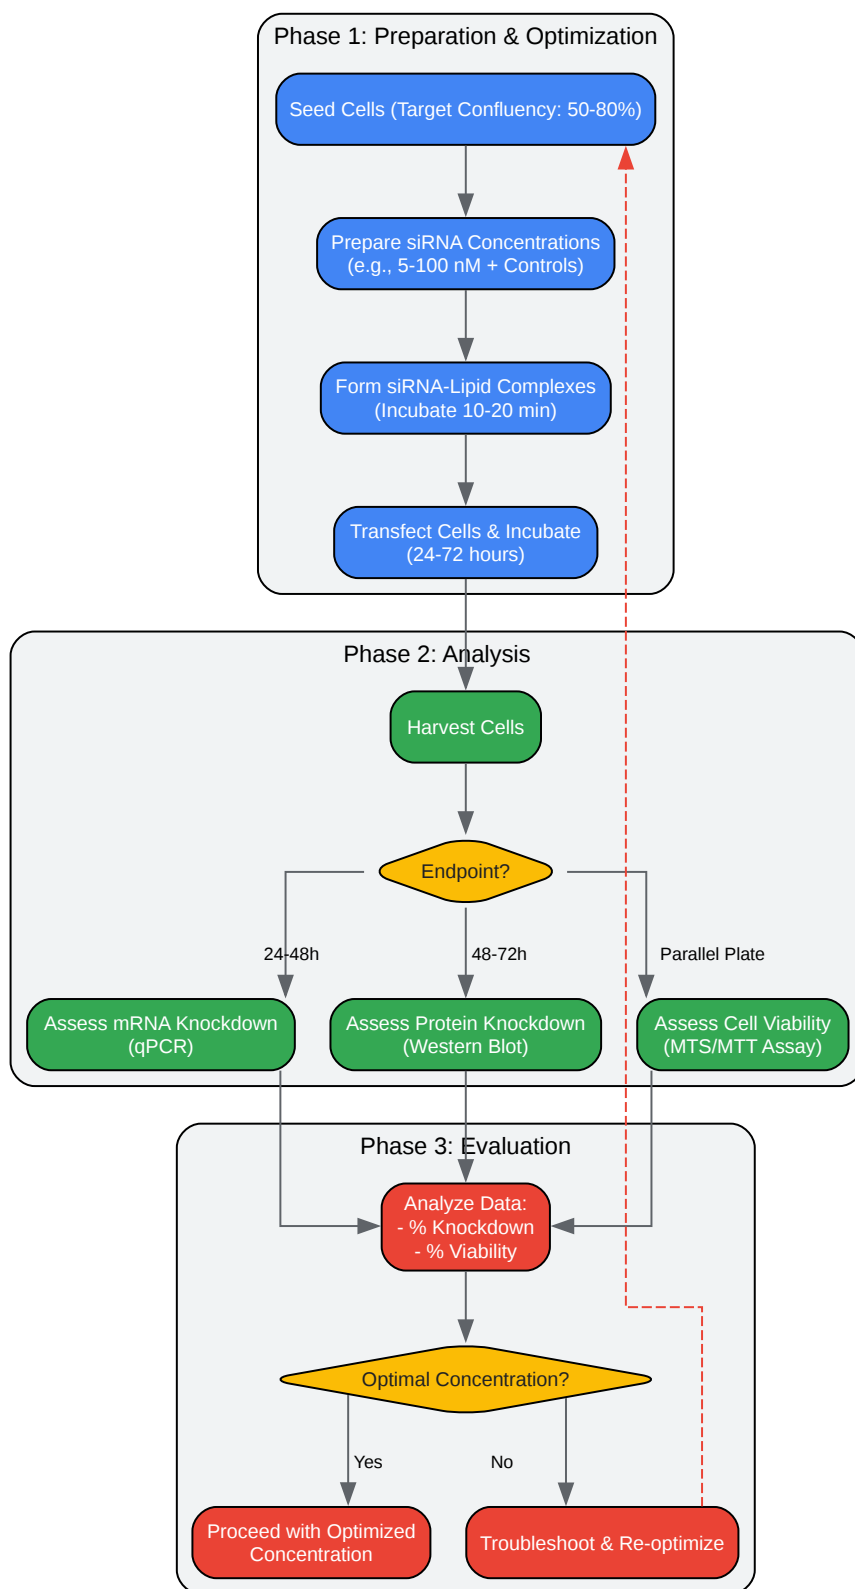 Phase 1: Preparation & Optimization
Seed Cells (Target Confluency: 50-80%)
Prepare siRNA Concentrations
(e.g., 5-100 nM + Controls)
Form siRNA-Lipid Complexes
(Incubate 10-20 min)
Transfect Cells & Incubate
(24-72 hours)
Phase 2: Analysis
Harvest Cells
Endpoint?
24-48h
48-72h
Parallel Plate
Assess mRNA Knockdown
(qPCR)
Assess Protein Knockdown
(Western Blot)
Assess Cell Viability
(MTS/MTT Assay)
Phase 3: Evaluation
Analyze Data:
- % Knockdown
- % Viability
Optimal Concentration?
Yes
No
Proceed with Optimized
Concentration
Troubleshoot & Re-optimize